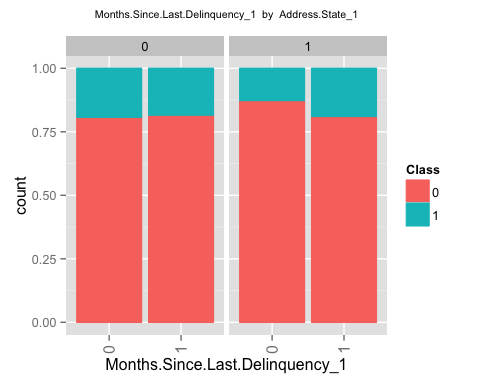 Months.Since.Last.Delinquency_1 by Address.State_1
0 1
1.00
0.75
0.50
0.25
0.00
count
0 1 0 1
Months.Since.Last.Delinquency_1
Class
0
1